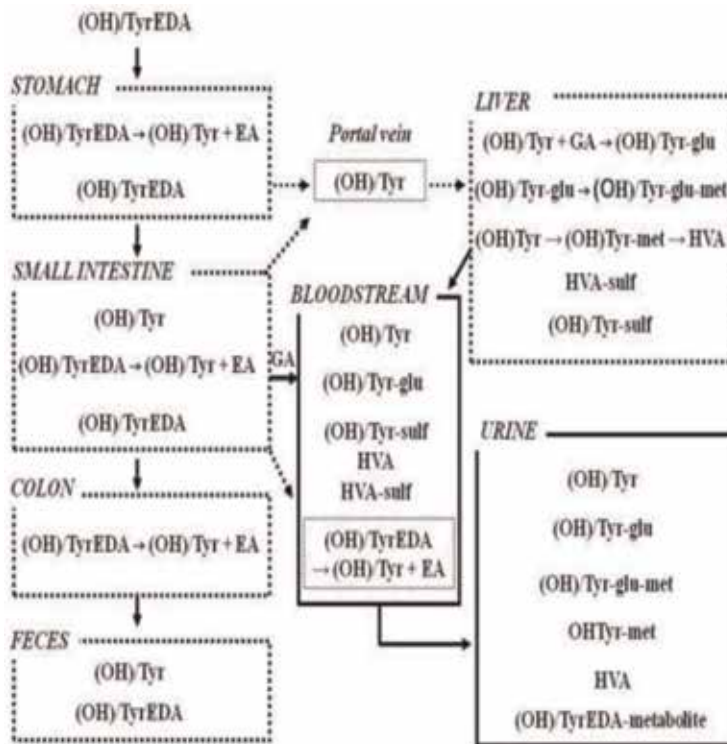 (OH)/TyrEDA
STOMACH
(OH)/TyrEDA→(OH)/Tyr + EA
(OH)/TyrEDA
SMALL INTESTINE
(OH)/Tyr
(OH)/TyrEDA→(OH)/Tyr + EA
(OH)/TyrEDA
COLON
(OH)/TyrEDA→(OH)/Tyr + EA
FECES
(OH)/Tyr
(OH)/TyrEDA
Portal vein
(OH)/Tyr
GA
BLOODSTREAM
(OH)/Tyr
(OH)/Tyr-glu
(OH)/Tyr-sulf
HVA
HVA-sulf
(OH)/TyrEDA
→(OH)/Tyr + EA
LIVER
(OH)/Tyr + GA→(OH)/Tyr-glu
(OH)/Tyr-glu→(OH)/Tyr-glu-met
(OH)Tyr→(OH)Tyr-met→HVA
HVA-sulf
(OH)/Tyr-sulf
URINE
(OH)/Tyr
(OH)/Tyr-glu
(OH)/Tyr-glu-met
OHTyr-met
HVA
(OH)/TyrEDA-metabolite